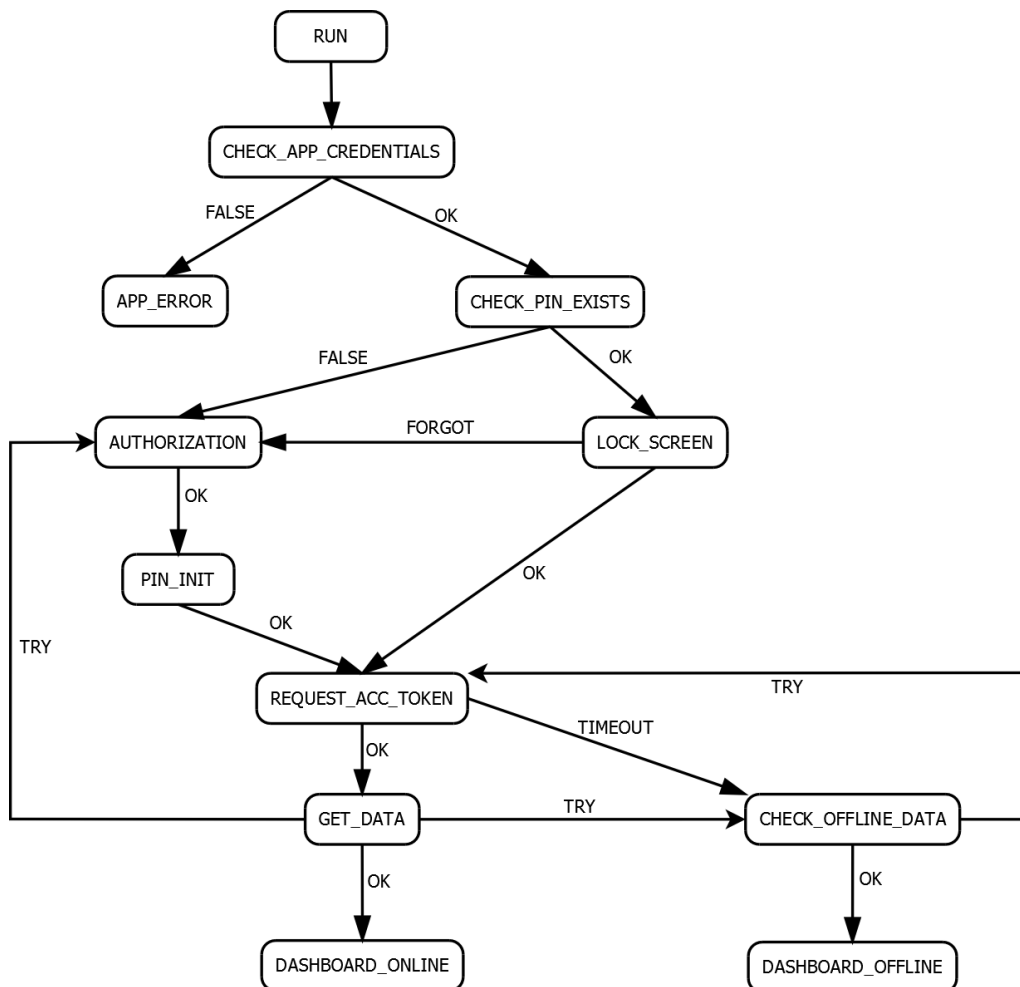 RUN
CHECK_APP_CREDENTIALS
FALSE
OK
APP_ERROR
CHECK_PIN_EXISTS
FALSE
OK
AUTHORIZATION
FORGOT
LOCK_SCREEN
OK
PIN_INIT
OK
OK
TRY
REQUEST_ACC_TOKEN
TRY
TIMEOUT
OK
GET_DATA
TRY
CHECK_OFFLINE_DATA
OK
OK
DASHBOARD_ONLINE
DASHBOARD_OFFLINE